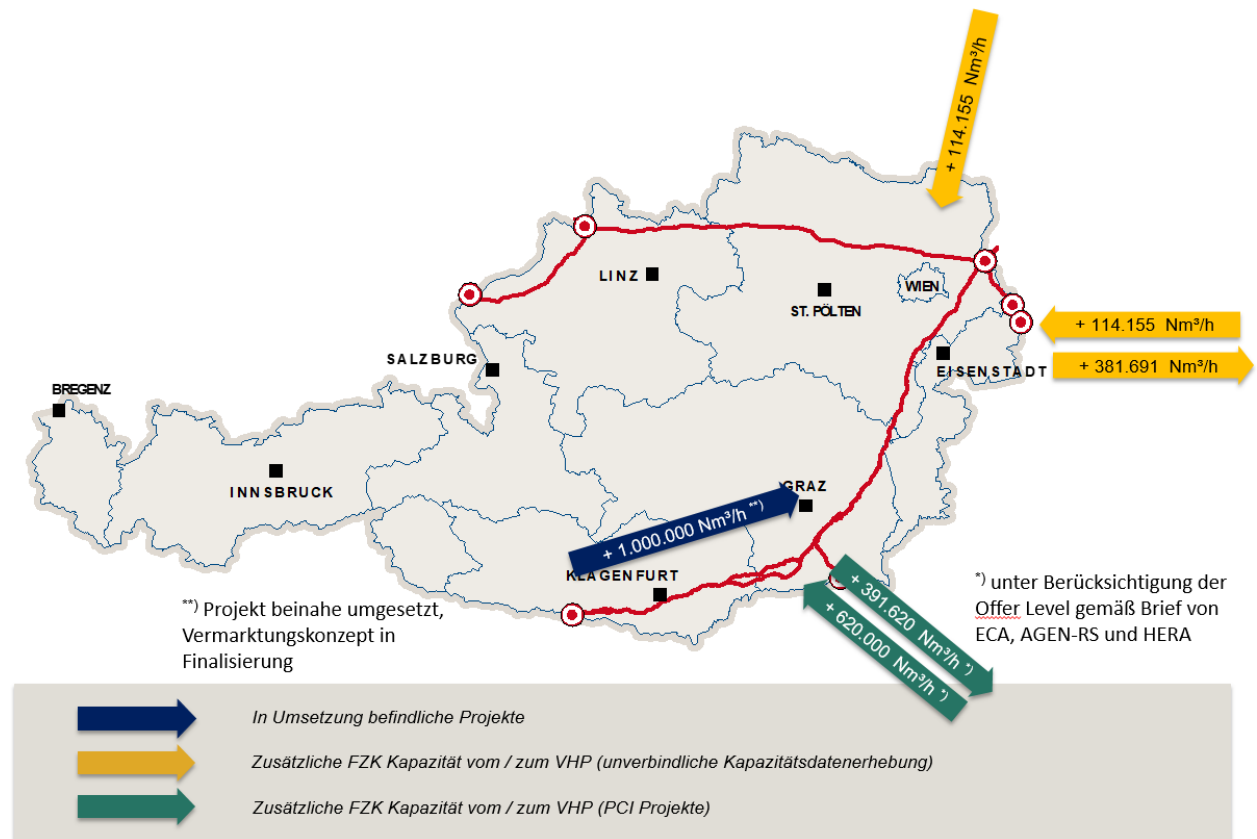 + 114.155 Nm³/h
LINZ
WIEN
ST. PÖLTEN
+ 114.155 Nm³/h
SALZBURG
EISENSTADT
+ 381.691 Nm³/h
BREGENZ
INNSBRUCK
GRAZ
+ 1.000.000 Nm³/h **)
KLAGENFURT
+ 391.620 Nm³/h *)
+ 620.000 Nm³/h *)
**) Projekt beinahe umgesetzt,
Vermarktungskonzept in
Finalisierung
*) unter Berücksichtigung der
Offer Level gemäß Brief von
ECA, AGEN-RS und HERA
In Umsetzung befindliche Projekte
Zusätzliche FZK Kapazität vom / zum VHP (unverbindliche Kapazitätsdatenerhebung)
Zusätzliche FZK Kapazität vom / zum VHP (PCI Projekte)